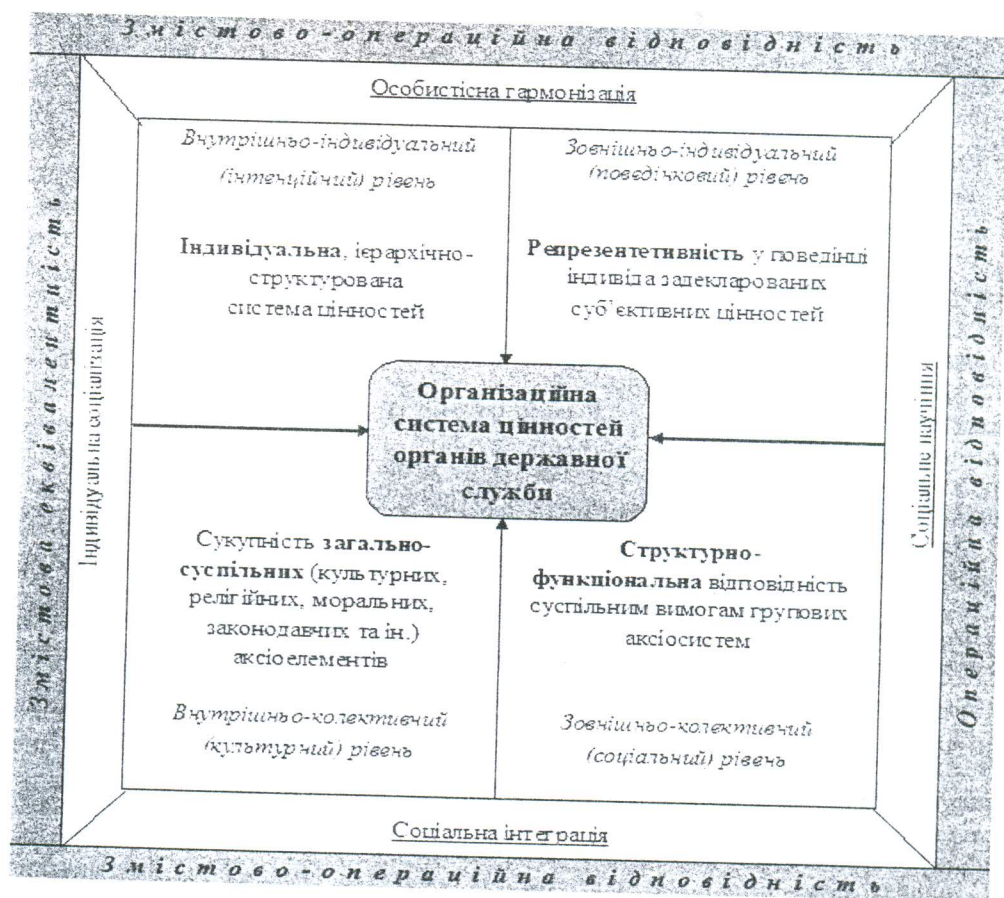 Змістово-операційна відповідність
Особистісна гармонізація
Внутрішньо-індивідуальний
(інтенційний) рівень
Зовнішньо-індивідуальний
(поведінковий) рівень
Індивідуальна, ієрархічно-
структурована
система цінностей
Репрезентетивність у поведінці
індивіда задекларованих
суб’єктивних цінностей
Змістова еквівалентність
Індивідуальна соціалізація
Організаційна
система цінностей
органів державної
служби
Соціальне научіння
Операційна відповідність
Сукупність загально-
суспільних (культурних,
релігійних, моральних,
законодавчих та ін.)
аксіоелементів
Структурно-
функціональна відповідність
суспільним вимогам групових
аксіосистем
Внутрішньо-колективний
(культурний) рівень
Зовнішньо-колективний
(соціальний) рівень
Соціальна інтеграція
Змістово-операційна відповідність